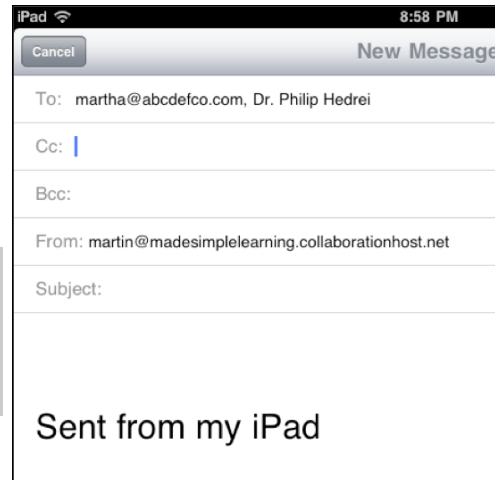 iPad 8:58 PM
Cancel New Message
To: martha@abcdefco.com, Dr. Philip Hedrei
Cc:
Bcc:
From: martin@madesimplelearning.collaborationhost.net
Subject:
Sent from my iPad